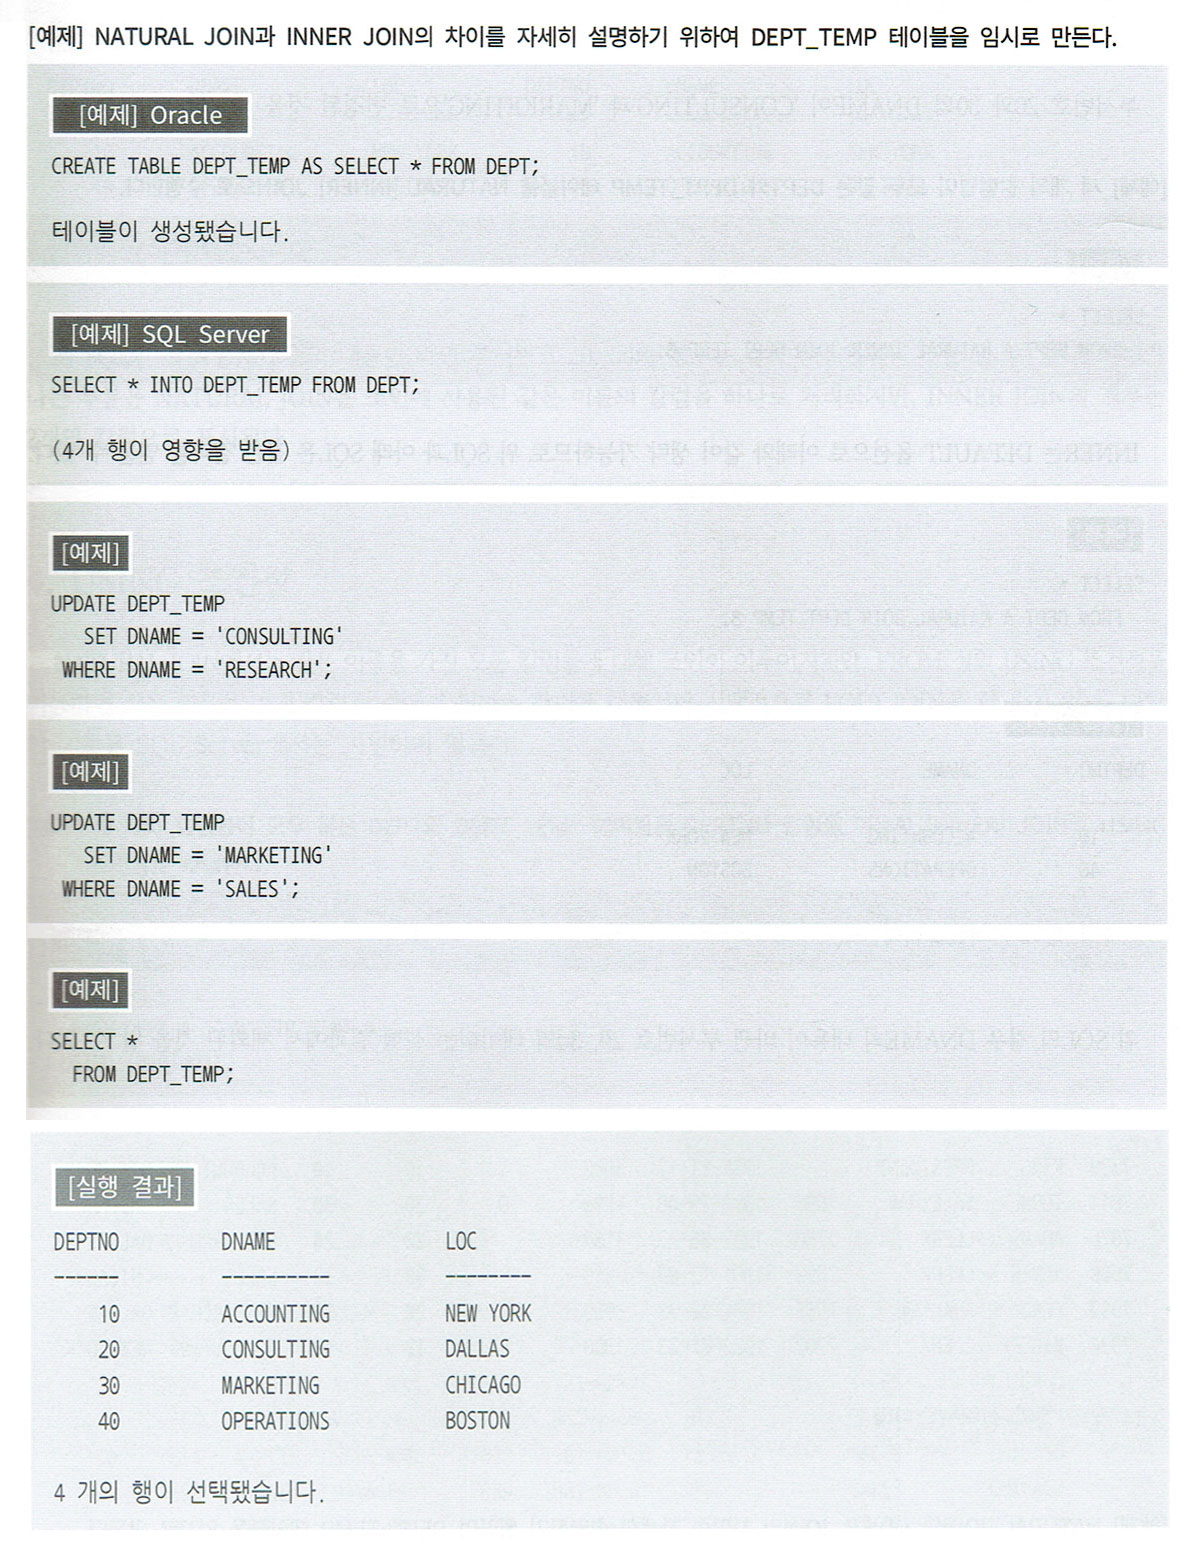 [예제] NATURAL JOIN과 INNER JOIN의 차이를 자세히 설명하기 위하여 DEPT_TEMP 테이블을 임시로 만든다.
[예제] Oracle
CREATE TABLE DEPT_TEMP AS SELECT * FROM DEPT;
테이블이 생성됐습니다.
[예제] SQL Server
SELECT * INTO DEPT_TEMP FROM DEPT;
(4개 행이 영향을 받음)
[예제]
UPDATE DEPT_TEMP
SET DNAME = 'CONSULTING'
WHERE DNAME = 'RESEARCH';
[예제]
UPDATE DEPT_TEMP
SET DNAME = 'MARKETING'
WHERE DNAME = 'SALES';
[예제]
SELECT *
FROM DEPT_TEMP;
[실행 결과]
DEPTNO DNAME LOC
------ ---------- --------
10 ACCOUNTING NEW YORK
20 CONSULTING DALLAS
30 MARKETING CHICAGO
40 OPERATIONS BOSTON
4 개의 행이 선택됐습니다.